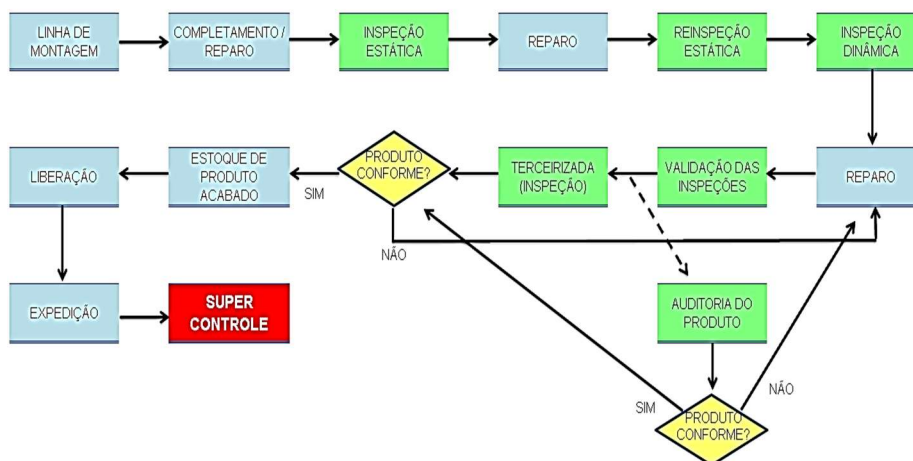 LINHA DE
MONTAGEM
COMPLETAMENTO /
REPARO
INSPEÇÃO
ESTÁTICA
REPARO
REINSPEÇÃO
ESTÁTICA
INSPEÇÃO
DINÂMICA
LIBERAÇÃO
ESTOQUE DE
PRODUTO
ACABADO
SIM
PRODUTO
CONFORME?
TERCEIRIZADA
(INSPEÇÃO)
VALIDAÇÃO DAS
INSPEÇÕES
REPARO
NÃO
EXPEDIÇÃO
SUPER
CONTROLE
AUDITORIA DO
PRODUTO
NÃO
SIM
PRODUTO
CONFORME?